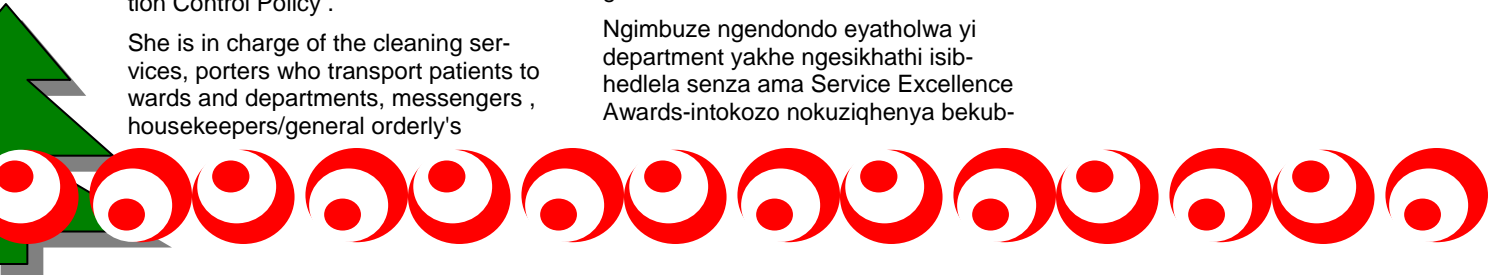 tion Control Policy .
She is in charge of the cleaning ser-
vices, porters who transport patients to
wards and departments, messengers ,
housekeepers/general orderly's
Ngimbuze ngendondo eyatholwa yi
department yakhe ngesikhathi isib-
hedlela senza ama Service Excellence
Awards-intokozo nokuziqhenya bekub-